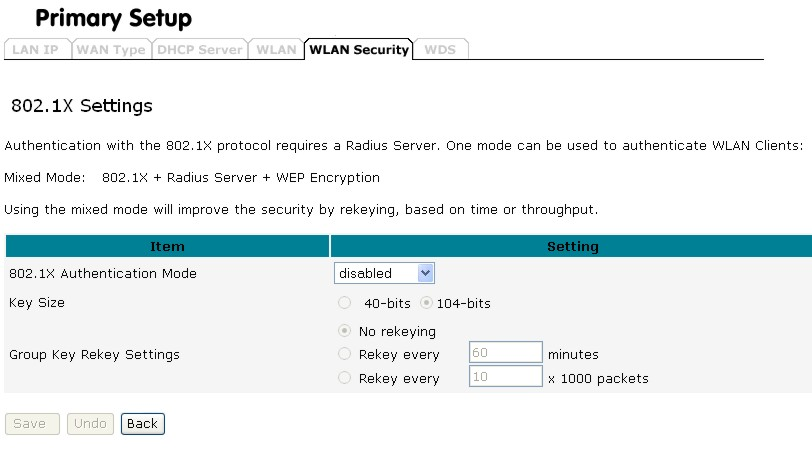 Primary Setup
LAN IP WAN Type DHCP Server WLAN WLAN Security WDS
802.1X Settings
Authentication with the 802.1X protocol requires a Radius Server. One mode can be used to authenticate WLAN Clients:
Mixed Mode: 802.1X + Radius Server + WEP Encryption
Using the mixed mode will improve the security by rekeying, based on time or throughput.
Item Setting
802.1X Authentication Mode disabled
Key Size 40-bits 104-bits
No rekeying
Group Key Rekey Settings Rekey every 60 minutes
Rekey every 10 x 1000 packets
Save Undo Back